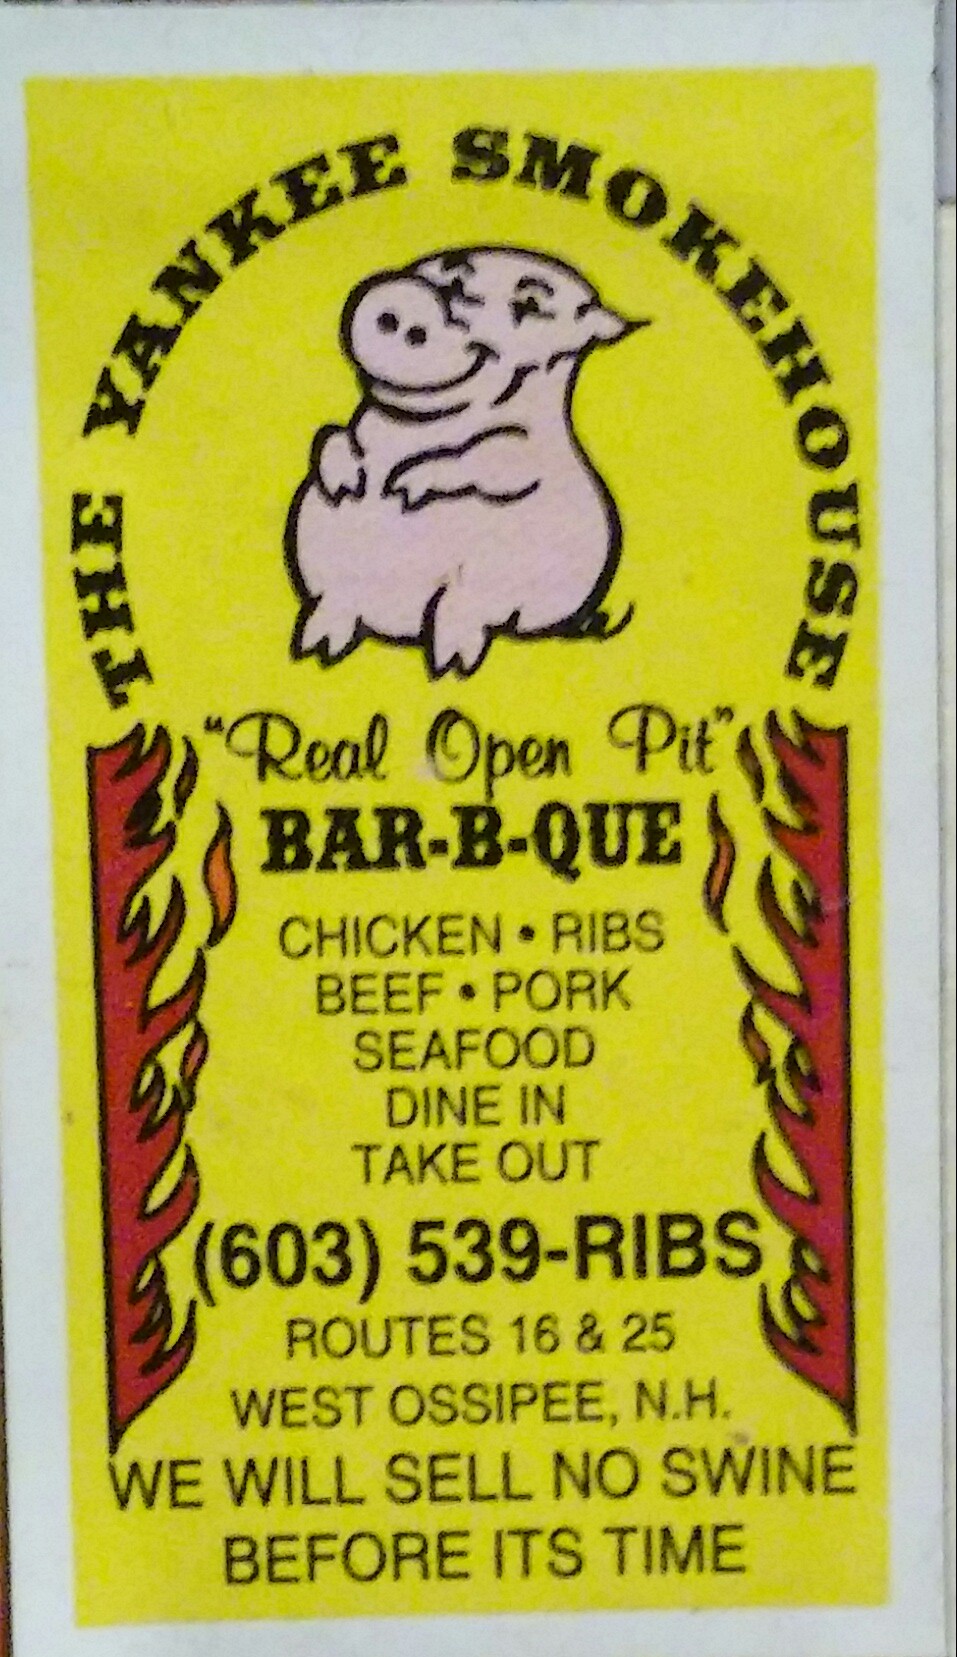 THE YANKEE SMOKEHOUSE
"Real Open Pit"
BAR-B-QUE
CHICKEN • RIBS
BEEF • PORK
SEAFOOD
DINE IN
TAKE OUT
(603) 539-RIBS
ROUTES 16 & 25
WEST OSSIPEE, N.H.
WE WILL SELL NO SWINE
BEFORE ITS TIME